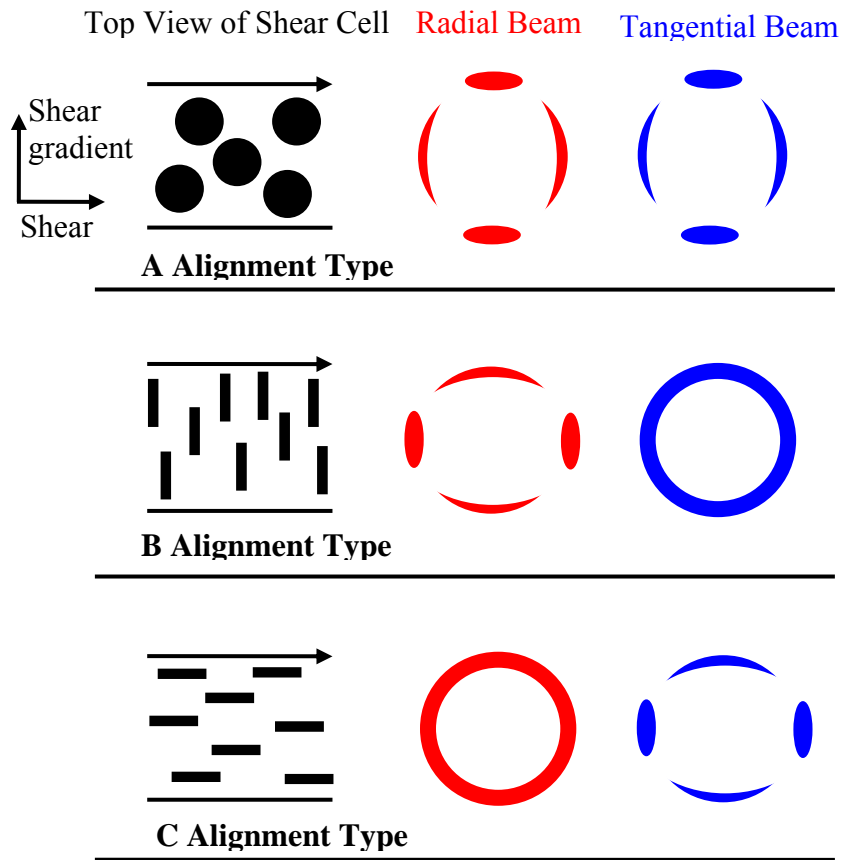 Top View of Shear Cell Radial Beam Tangential Beam
Shear
gradient
Shear
A Alignment Type
B Alignment Type
C Alignment Type